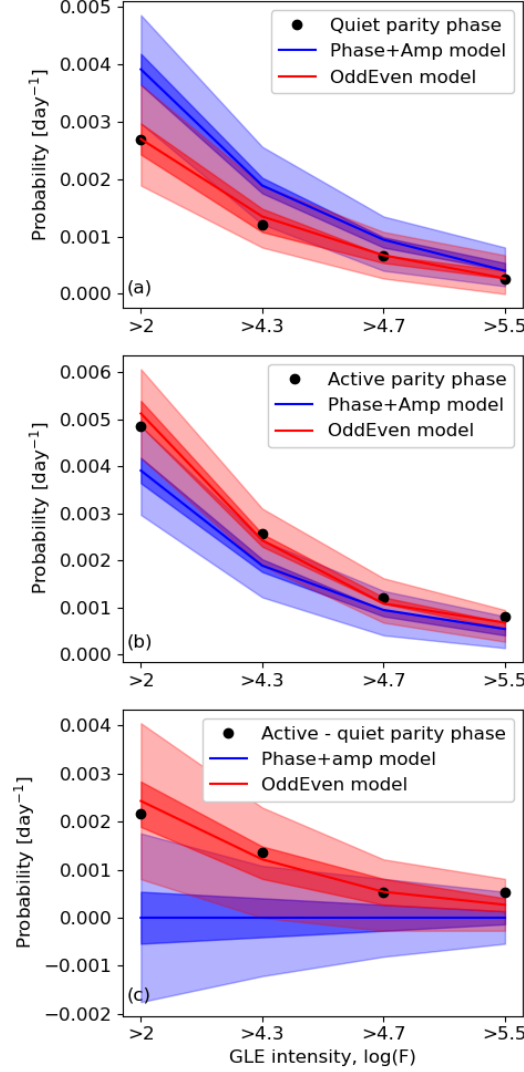 0.005
0.004
0.003
0.002
0.001
0.000
Probability [day⁻¹]
Quiet parity phase
Phase+Amp model
OddEven model
(a)
>2 >4.3 >4.7 >5.5
0.006
0.005
0.004
0.003
0.002
0.001
0.000
Probability [day⁻¹]
Active parity phase
Phase+Amp model
OddEven model
(b)
>2 >4.3 >4.7 >5.5
0.004
0.003
0.002
0.001
0.000
−0.001
−0.002
Probability [day⁻¹]
Active - quiet parity phase
Phase+amp model
OddEven model
(c)
>2 >4.3 >4.7 >5.5
GLE intensity, log(F)